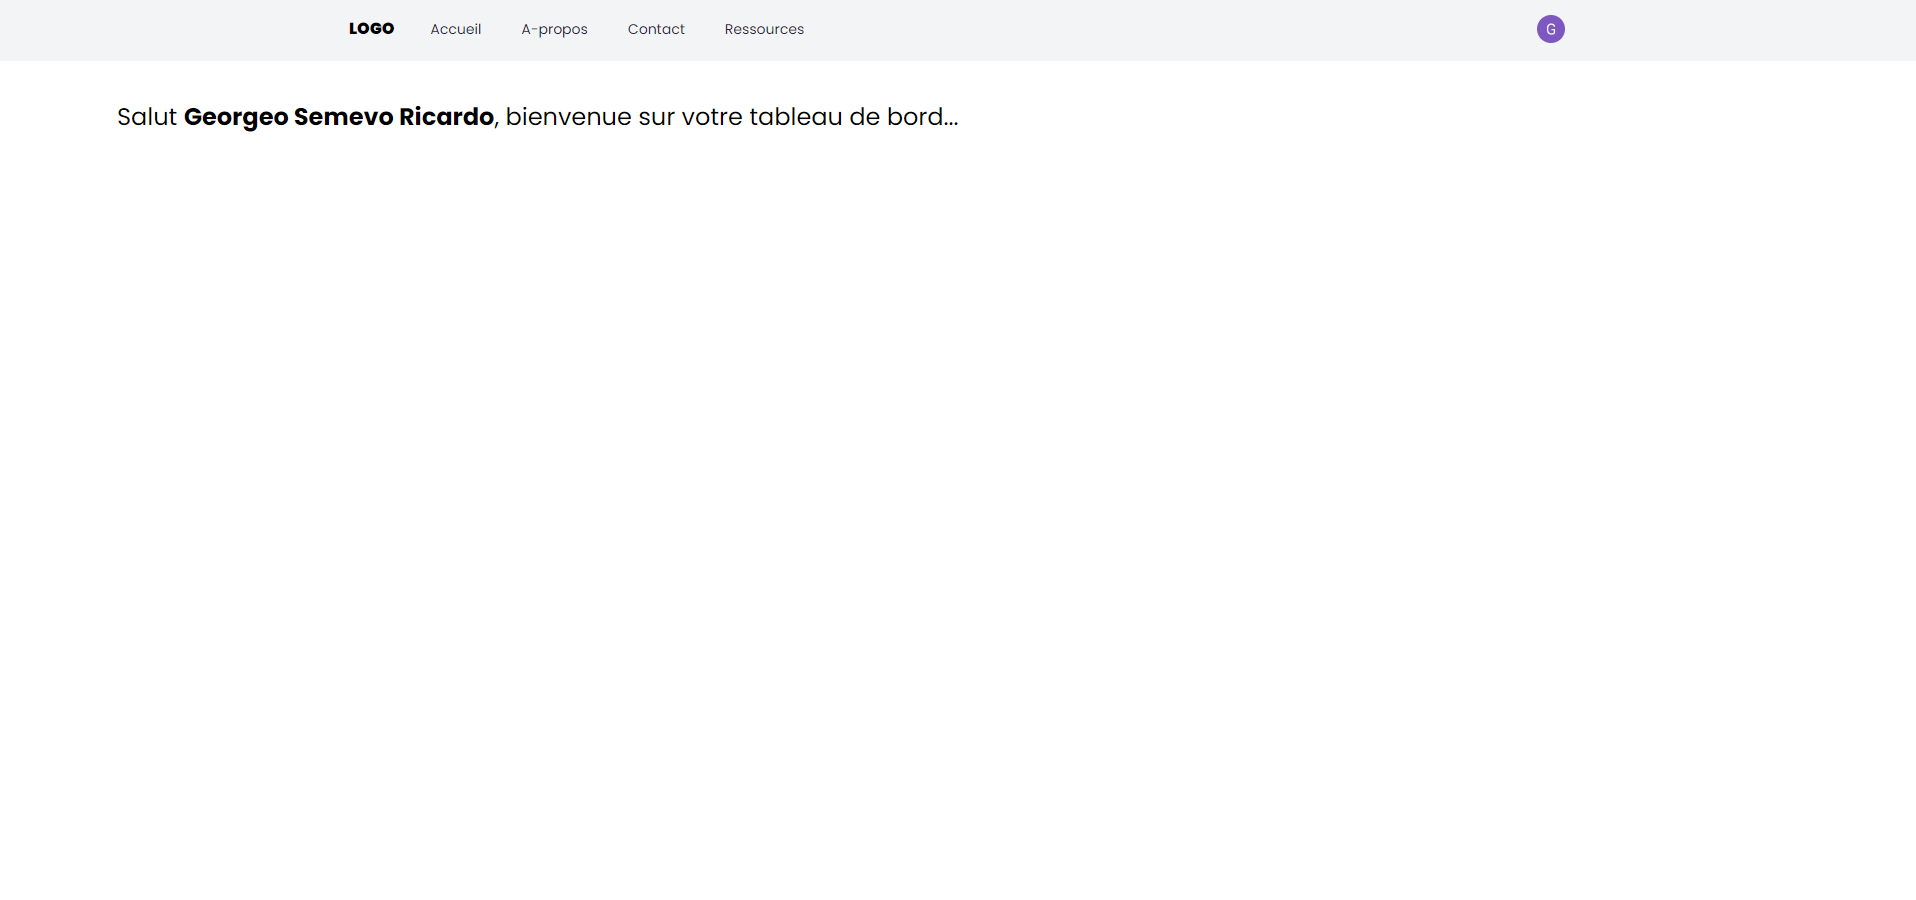 LOGO Accueil A-propos Contact Ressources G
Salut Georgeo Semevo Ricardo, bienvenue sur votre tableau de bord...